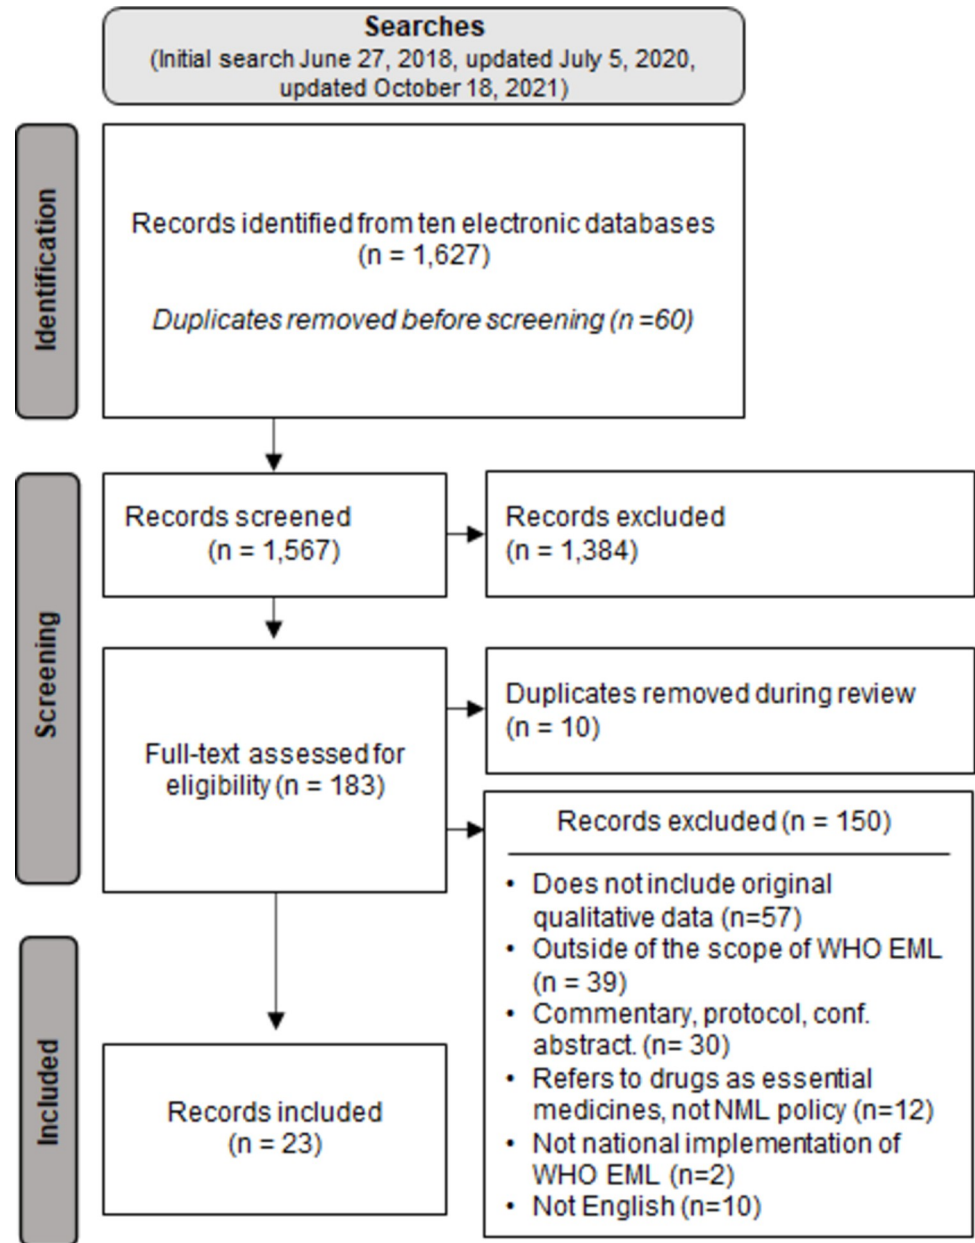 Searches
(Initial search June 27, 2018, updated July 5, 2020,
updated October 18, 2021)
Identification
Records identified from ten electronic databases
(n = 1,627)
Duplicates removed before screening (n =60)
Screening
Records screened
(n = 1,567)
Records excluded
(n = 1,384)
Full-text assessed for
eligibility (n = 183)
Duplicates removed during review
(n = 10)
Records excluded (n = 150)
• Does not include original
qualitative data (n=57)
• Outside of the scope of WHO EML
(n = 39)
• Commentary, protocol, conf.
abstract. (n= 30)
• Refers to drugs as essential
medicines, not NML policy (n=12)
• Not national implementation of
WHO EML (n=2)
• Not English (n=10)
Included
Records included
(n = 23)